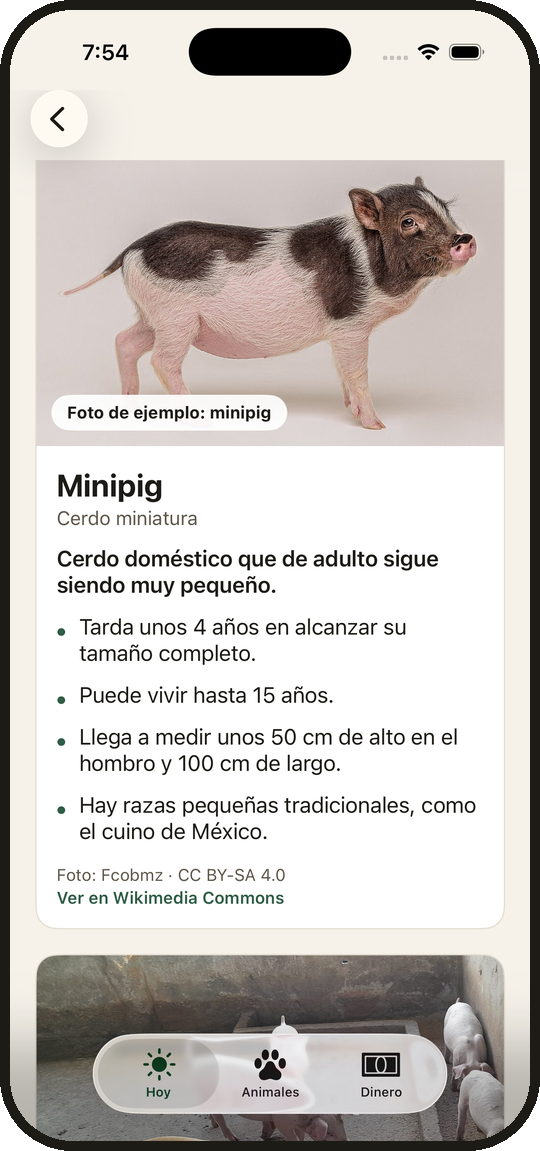 7:54
Foto de ejemplo: minipig
Minipig
Cerdo miniatura
Cerdo doméstico que de adulto sigue
siendo muy pequeño.
• Tarda unos 4 años en alcanzar su
tamaño completo.
• Puede vivir hasta 15 años.
• Llega a medir unos 50 cm de alto en el
hombro y 100 cm de largo.
• Hay razas pequeñas tradicionales, como
el cuino de México.
Foto: Fcobmz · CC BY-SA 4.0
Ver en Wikimedia Commons
Hoy
Animales
Dinero